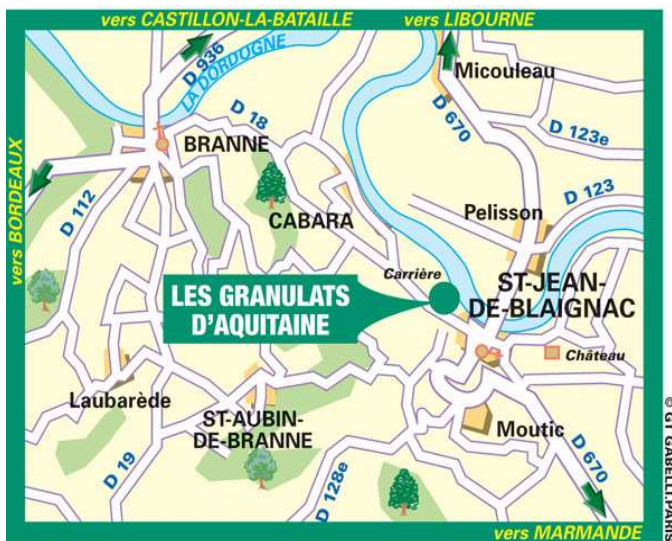 vers CASTILLON-LA-BATAILLE
vers LIBOURNE
D 936
LA DORDOGNE
Micouleau
D 18
D 670
D 123e
BRANNE
vers BORDEAUX
D 112
D 123
Pelisson
CABARA
Carrière
ST-JEAN-
DE-BLAIGNAC
LES GRANULATS
D'AQUITAINE
Château
Laubarède
ST-AUBIN-
DE-BRANNE
Moutic
D 19
D 128e
D 670
vers MARMANDE
© GTI GABELLI:PARIS